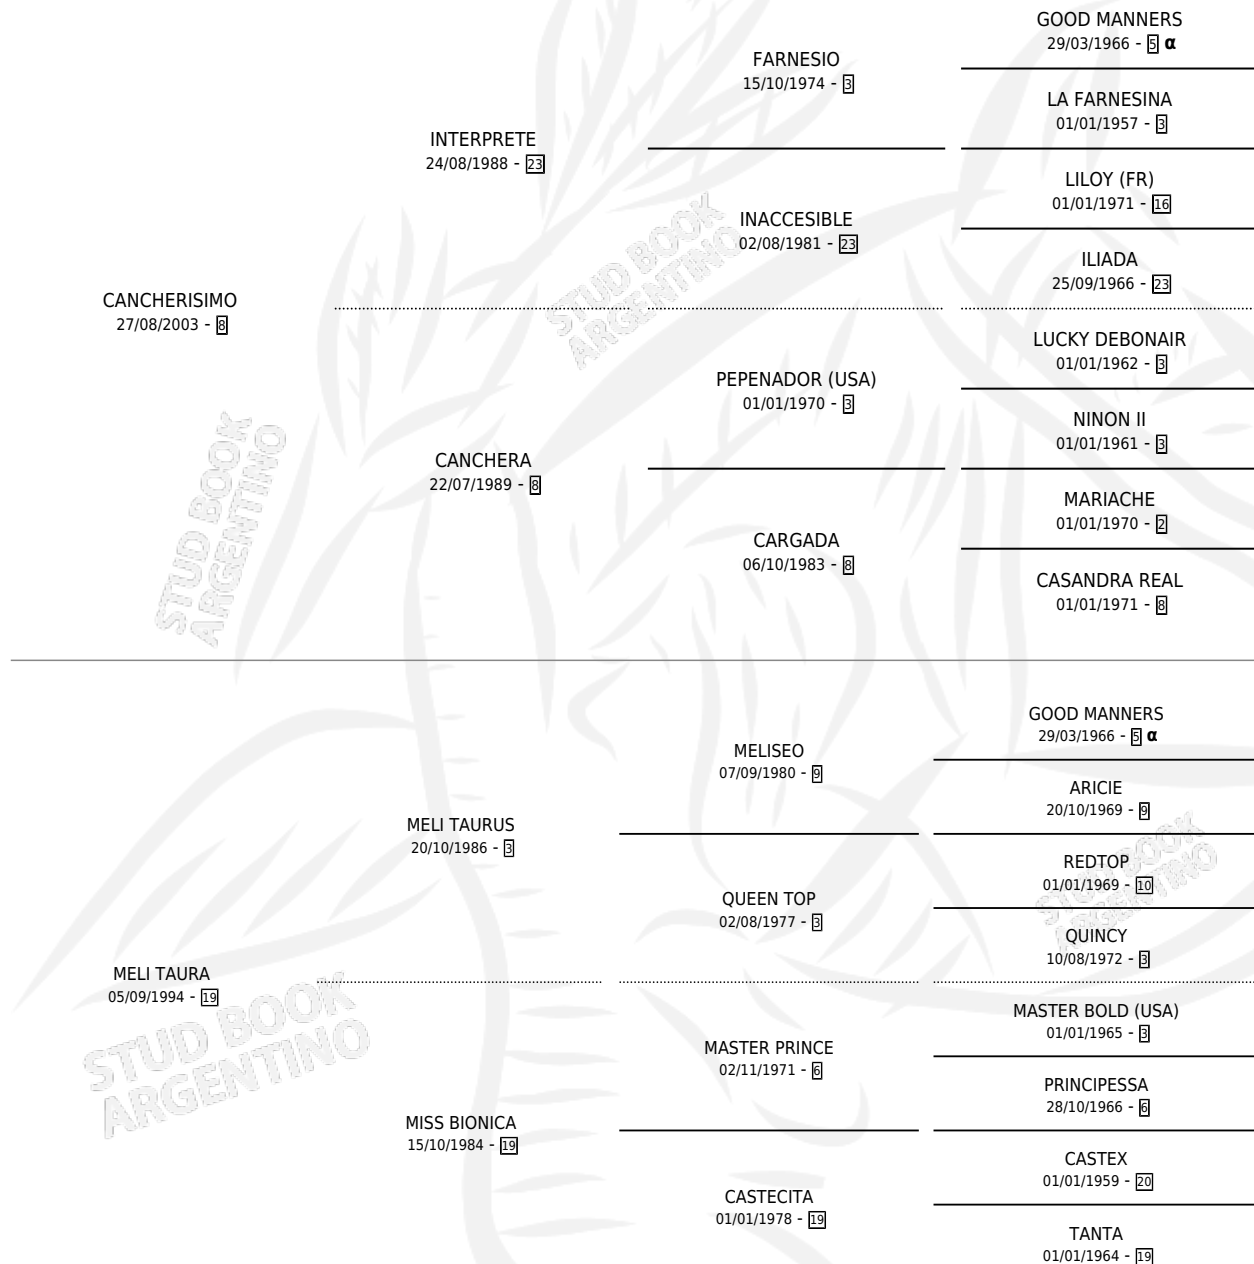 GOOD MANNERS
29/03/1966 - 5 α
FARNESIO
15/10/1974 - 3
LA FARNESINA
01/01/1957 - 3
INTERPRETE
24/08/1988 - 23
LILOY (FR)
01/01/1971 - 16
INACCESIBLE
02/08/1981 - 23
ILIADA
25/09/1966 - 23
CANCHERISIMO
27/08/2003 - 8
STUD BOOK
ARGENTINO
LUCKY DEBONAIR
01/01/1962 - 3
PEPENADOR (USA)
01/01/1970 - 3
NINON II
01/01/1961 - 3
CANCHERA
22/07/1989 - 8
MARIACHE
01/01/1970 - 2
CARGADA
06/10/1983 - 8
CASANDRA REAL
01/01/1971 - 8
STUD BOOK
ARGENTINO
GOOD MANNERS
29/03/1966 - 5 α
MELISEO
07/09/1980 - 9
ARICIE
20/10/1969 - 9
MELI TAURUS
20/10/1986 - 3
REDTOP
01/01/1969 - 10
QUEEN TOP
02/08/1977 - 3
QUINCY
10/08/1972 - 3
STUD BOOK
ARGENTINO
MELI TAURA
05/09/1994 - 19
STUD BOOK
ARGENTINO
MASTER BOLD (USA)
01/01/1965 - 3
MASTER PRINCE
02/11/1971 - 6
PRINCIPESSA
28/10/1966 - 6
MISS BIONICA
15/10/1984 - 19
CASTEX
01/01/1959 - 20
CASTECITA
01/01/1978 - 19
TANTA
01/01/1964 - 19